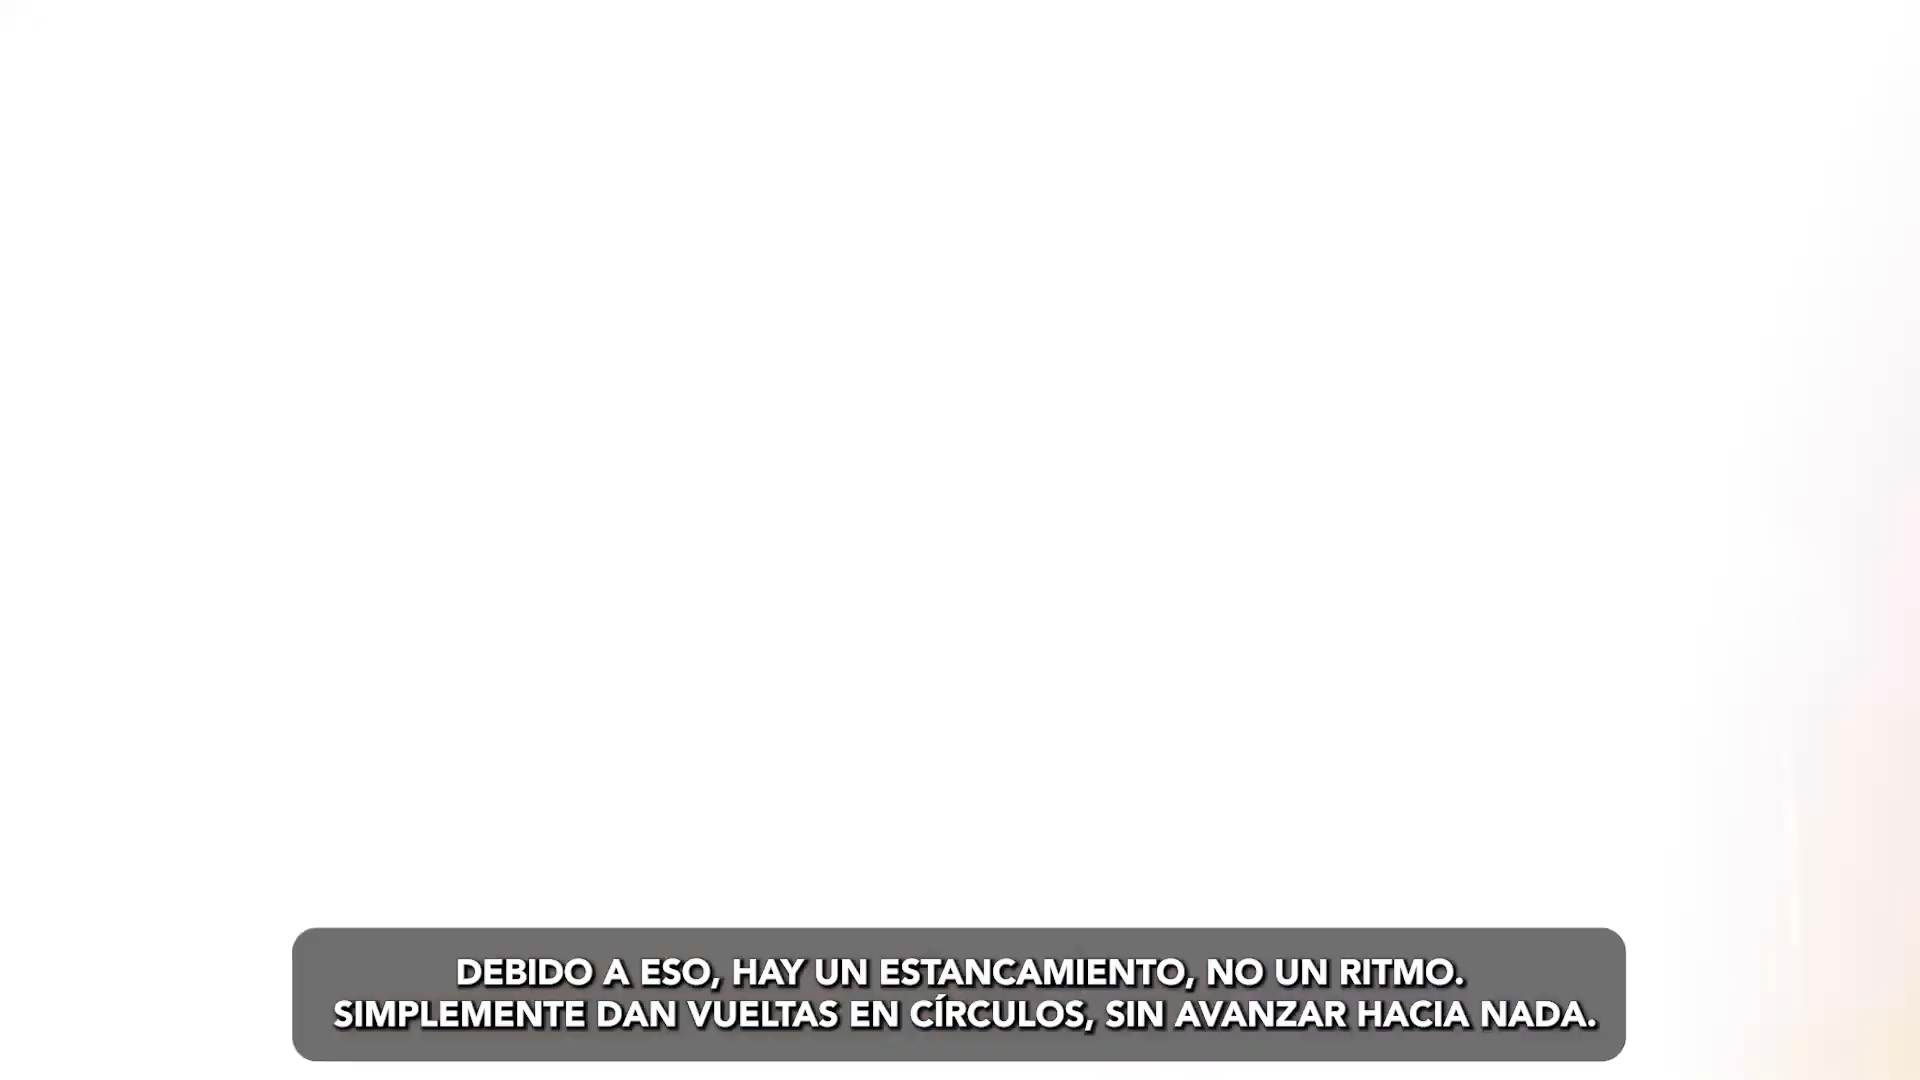 DEBIDO A ESO, HAY UN ESTANCAMIENTO, NO UN RITMO.
SIMPLEMENTE DAN VUELTAS EN CÍRCULOS, SIN AVANZAR HACIA NADA.